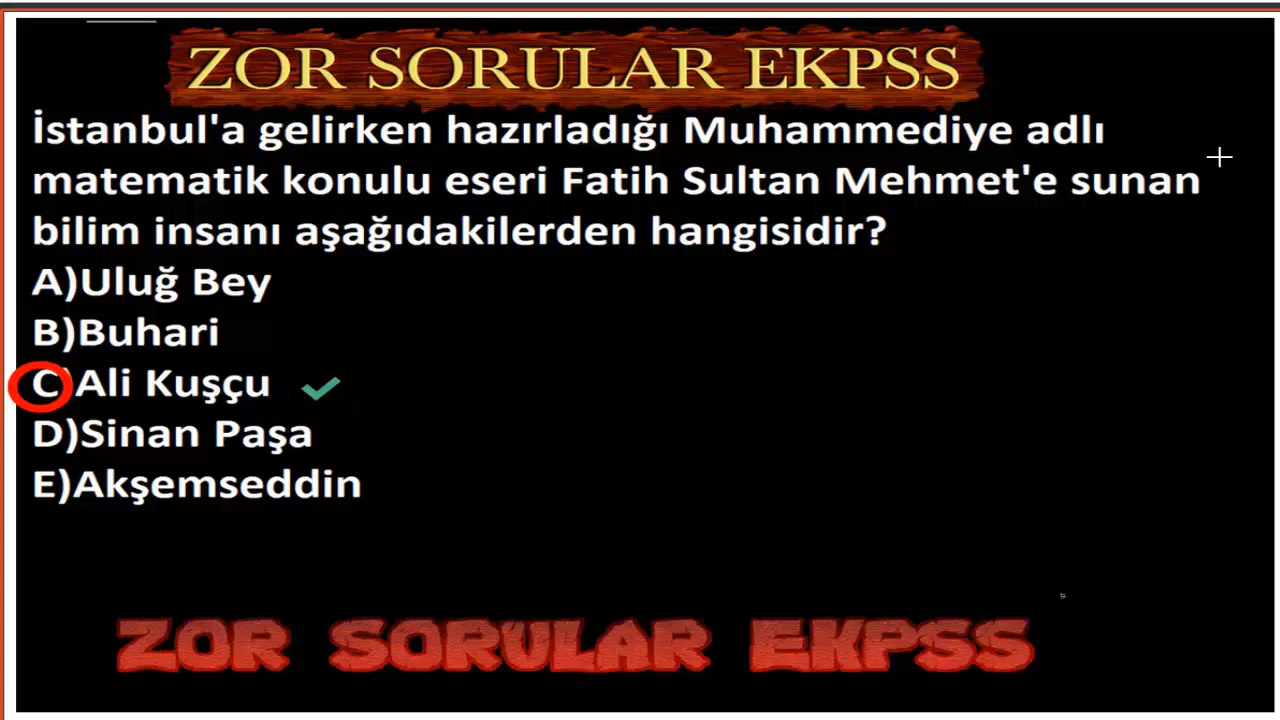 ZOR SORULAR EKPSS
İstanbul'a gelirken hazırladığı Muhammediye adlı
matematik konulu eseri Fatih Sultan Mehmet'e sunan
bilim insanı aşağıdakilerden hangisidir?
A)Uluğ Bey
B)Buhari
C)Ali Kuşçu
D)Sinan Paşa
E)Akşemseddin
ZOR SORULAR EKPSS